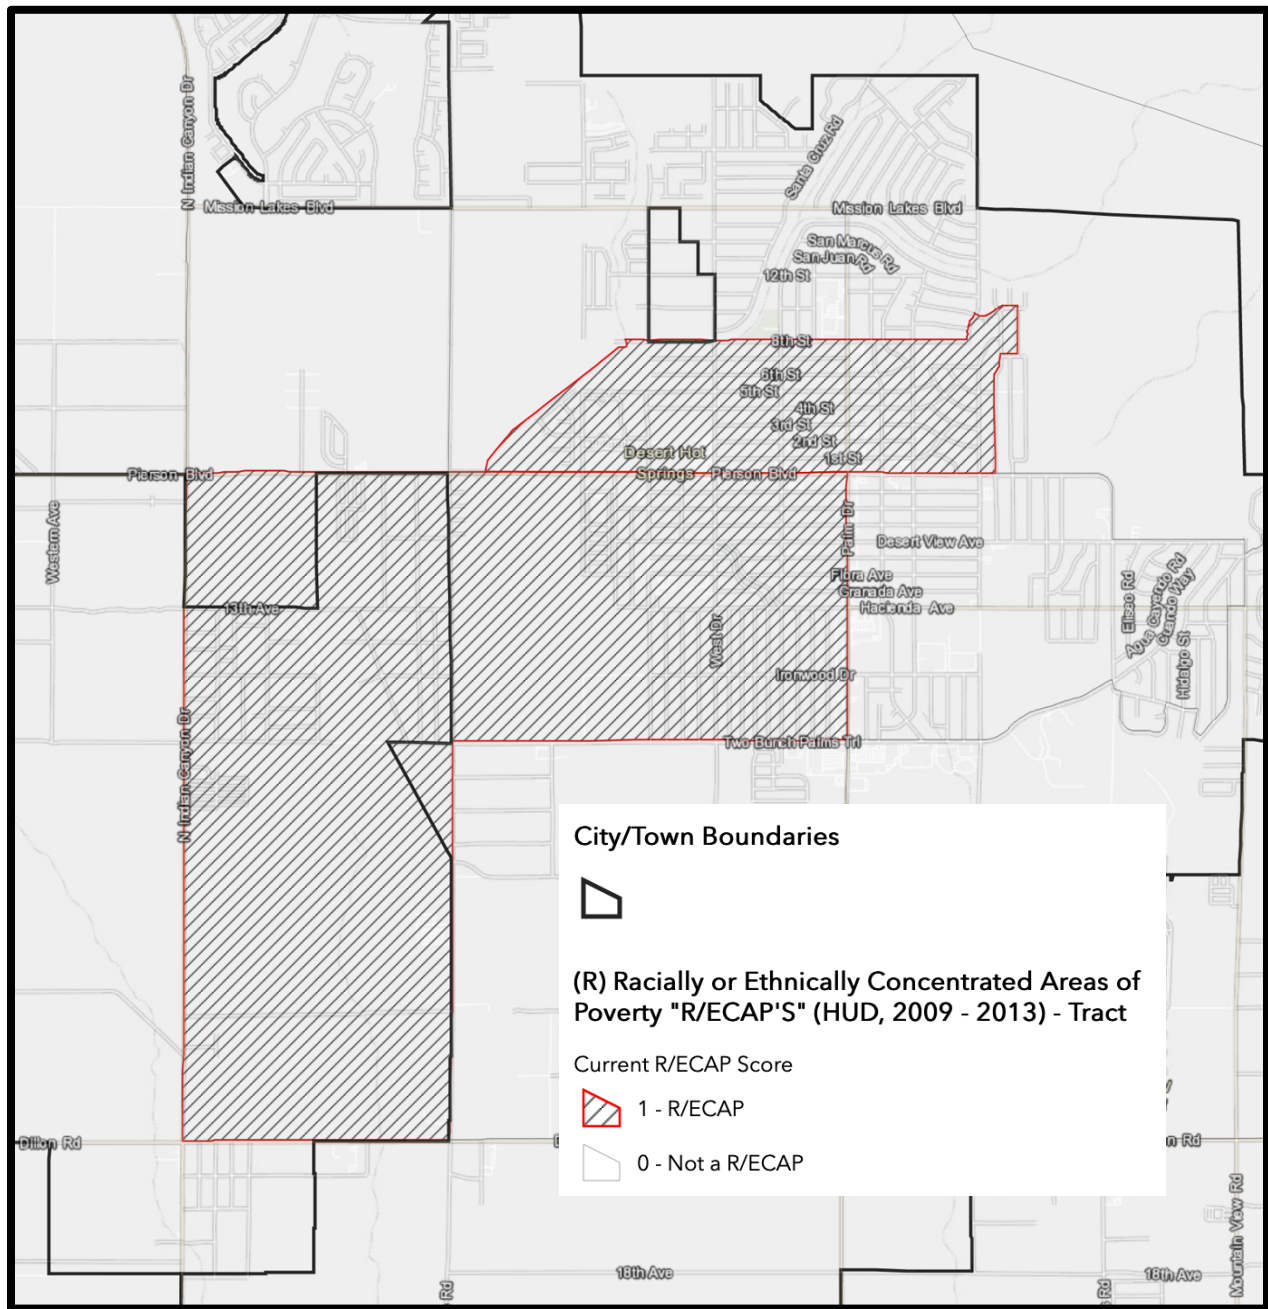 N Indian Canyon Dr
Santa Cruz Rd
Mission Lakes Blvd
Mission Lakes Blvd
San Marcus Rd
San Juan Rd
12th St
8th St
6th St
5th St
4th St
3rd St
2nd St
Desert Hot
Springs
1st St
Pierson Blvd
Pierson Blvd
Western Ave
Palm Dr
Desert View Ave
Flora Ave
Granada Ave
Hacienda Ave
13th Ave
Eliseo Rd
Agua Cayendo Rd
Cuando Way
Hidalgo St
West Dr
Ironwood Dr
N Indian Canyon Dr
Two Bunch Palms Trl
City/Town Boundaries
(R) Racially or Ethnically Concentrated Areas of
Poverty "R/ECAP'S" (HUD, 2009 - 2013) - Tract
Current R/ECAP Score
1 - R/ECAP
0 - Not a R/ECAP
Dillon Rd
n Rd
Mountain View Rd
18th Ave
18th Ave
Rd
Rd